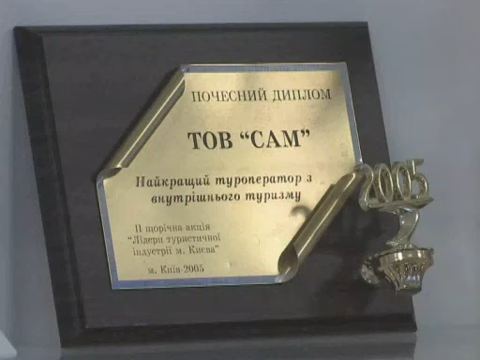 ПОЧЕСНИЙ ДИПЛОМ
ТОВ “САМ”
Найкращий туроператор з
внутрішнього туризму
II щорічна акція
“Лідери туристичної
індустрії м. Києва”
м. Київ 2005
2005